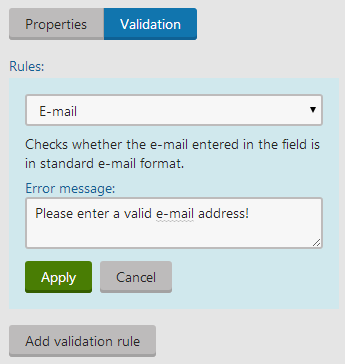 Properties Validation
Rules:
E-mail
Checks whether the e-mail entered in the field is
in standard e-mail format.
Error message:
Please enter a valid e-mail address!
Apply Cancel
Add validation rule